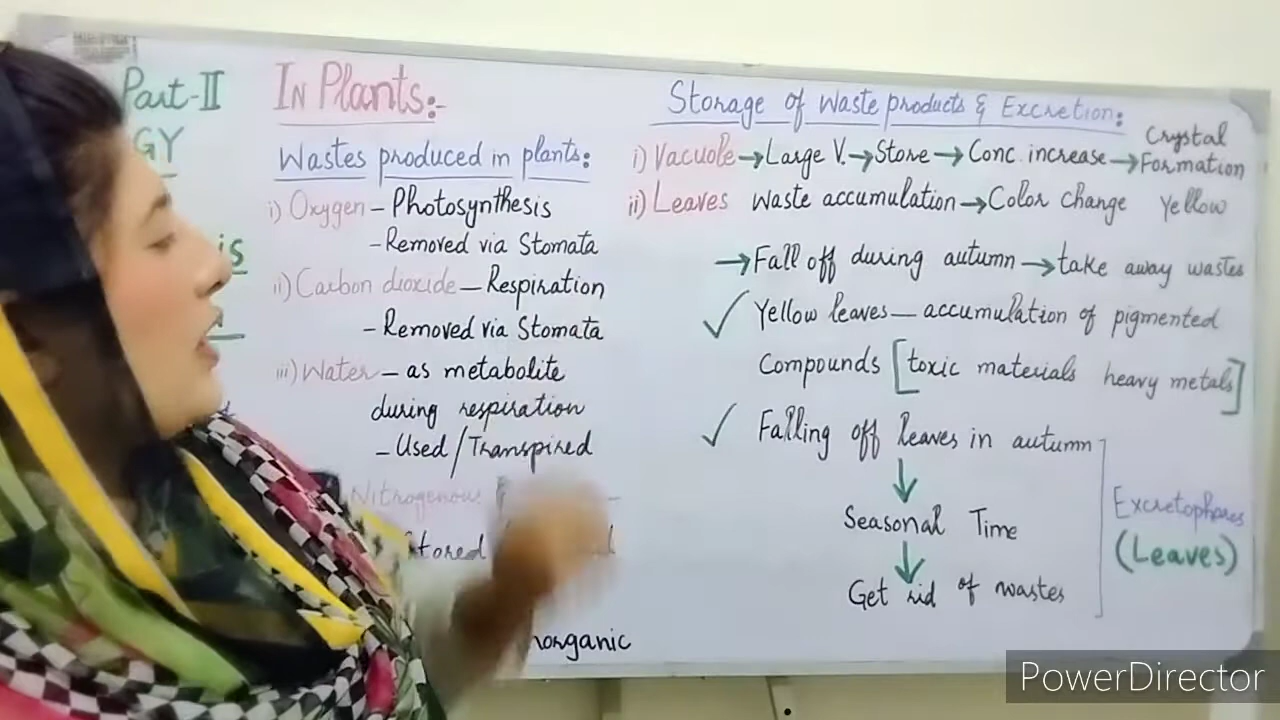 Part-II
GY
is
In Plants:-
Wastes produced in plants:
i) Oxygen – Photosynthesis
- Removed via Stomata
ii) Carbon dioxide – Respiration
- Removed via Stomata
iii) Water – as metabolite
during respiration
- Used / Transpired
Nitrogenous
Stored
norganic
Storage of Waste products & Excretion:
i) Vacuole → Large V. → Store → Conc. increase → Crystal Formation
ii) Leaves Waste accumulation → Color change Yellow
→ Fall off during autumn → take away wastes
✓ Yellow leaves — accumulation of pigmented
Compounds [toxic materials heavy metals]
✓ Falling off leaves in autumn
↓
Seasonal Time
↓
Get rid of wastes
Excretophores
(Leaves)
PowerDirector